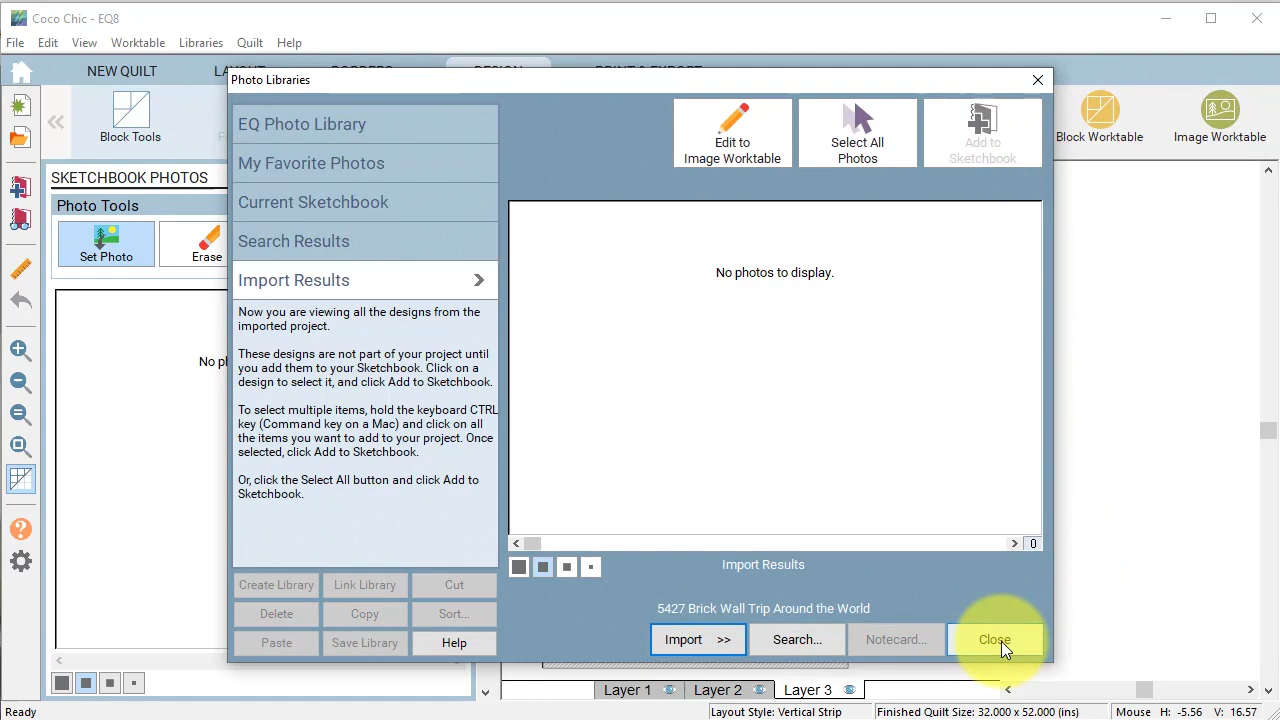 Coco Chic - EQ8
File Edit View Worktable Libraries Quilt Help
NEW QUILT
Photo Libraries
Block Tools
Block Worktable
Image Worktable
SKETCHBOOK PHOTOS
Photo Tools
Set Photo
Erase
No
EQ Photo Library
My Favorite Photos
Current Sketchbook
Search Results
Import Results
Now you are viewing all the designs from the
imported project.
These designs are not part of your project until
you add them to your Sketchbook. Click on a
design to select it, and click Add to Sketchbook.
To select multiple items, hold the keyboard CTRL
key (Command key on a Mac) and click on all
the items you want to add to your project. Once
selected, click Add to Sketchbook.
Or, click the Select All button and click Add to
Sketchbook.
Create Library Link Library Cut
Delete Copy Sort...
Paste Save Library Help
Edit to
Image Worktable
Select All
Photos
Add to
Sketchbook
No photos to display.
0
Import Results
5427 Brick Wall Trip Around the World
Import >> Search... Notecard... Close
Layer 1 Layer 2 Layer 3
Ready
Layout Style: Vertical Strip
Finished Quilt Size: 32.000 x 52.000 (ins)
Mouse H: -5.56 V: 16.57